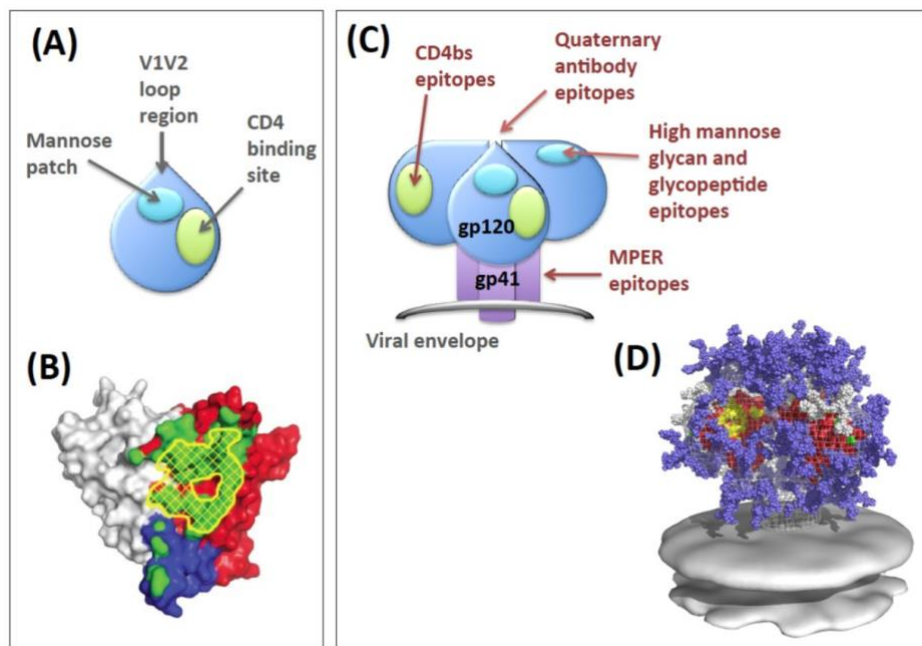 (A)
V1V2
loop
region
Mannose
patch
CD4
binding
site
(B)
(C)
CD4bs
epitopes
Quaternary
antibody
epitopes
High mannose
glycan and
glycopeptide
epitopes
gp120
gp41
MPER
epitopes
Viral envelope
(D)